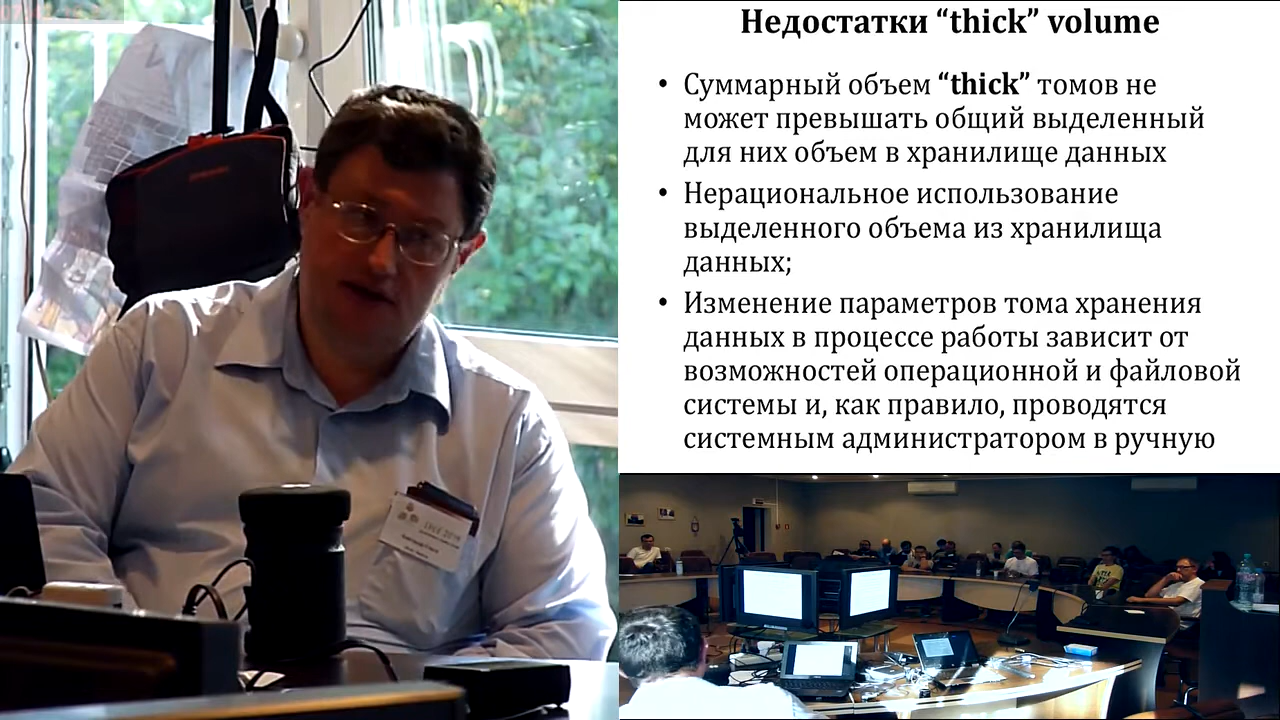 Недостатки “thick” volume
• Суммарный объем “thick” томов не
может превышать общий выделенный
для них объем в хранилище данных
• Нерациональное использование
выделенного объема из хранилища
данных;
• Изменение параметров тома хранения
данных в процессе работы зависит от
возможностей операционной и файловой
системы и, как правило, проводятся
системным администратором в ручную